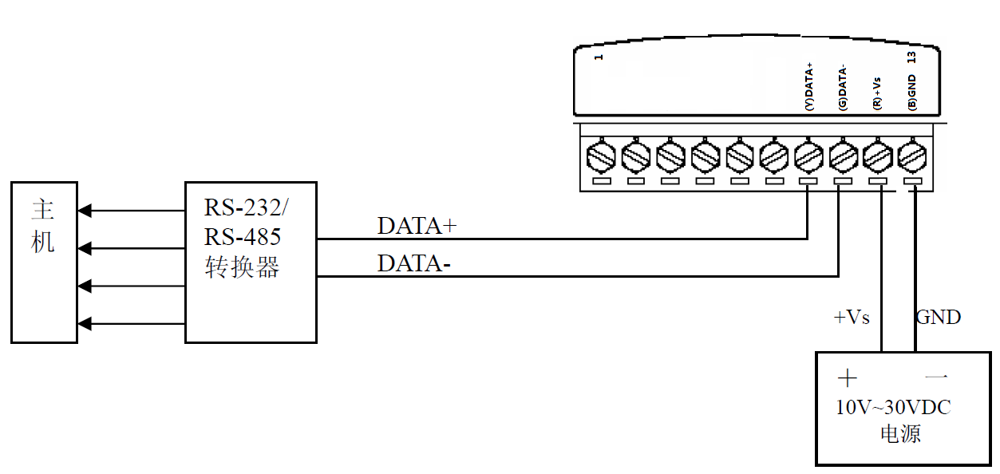 1
(Y)DATA+
(G)DATA-
(R)+Vs
(B)GND 13
主
机
RS-232/
RS-485
转换器
DATA+
DATA-
+Vs
GND
+ —
10V~30VDC
电源